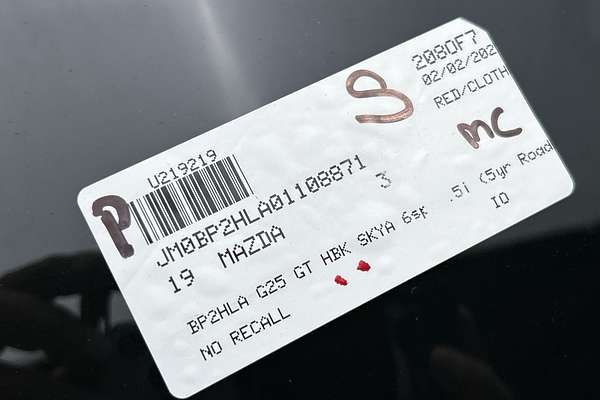 208OF7
02/02/202
RED/CLOTH
S
mc
U219219
P
JM0BP2HLA01108871
19 MAZDA 3
BP2HLA G25 GT HBK SKYA 6sp .5i (5yr Road
NO RECALL IO